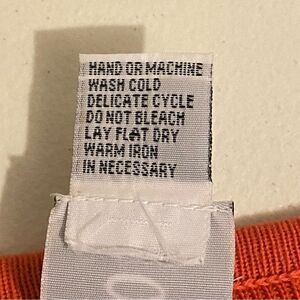 HAND OR MACHINE
WASH COLD
DELICATE CYCLE
DO NOT BLEACH
LAY FLAT DRY
WARM IRON
IN NECESSARY